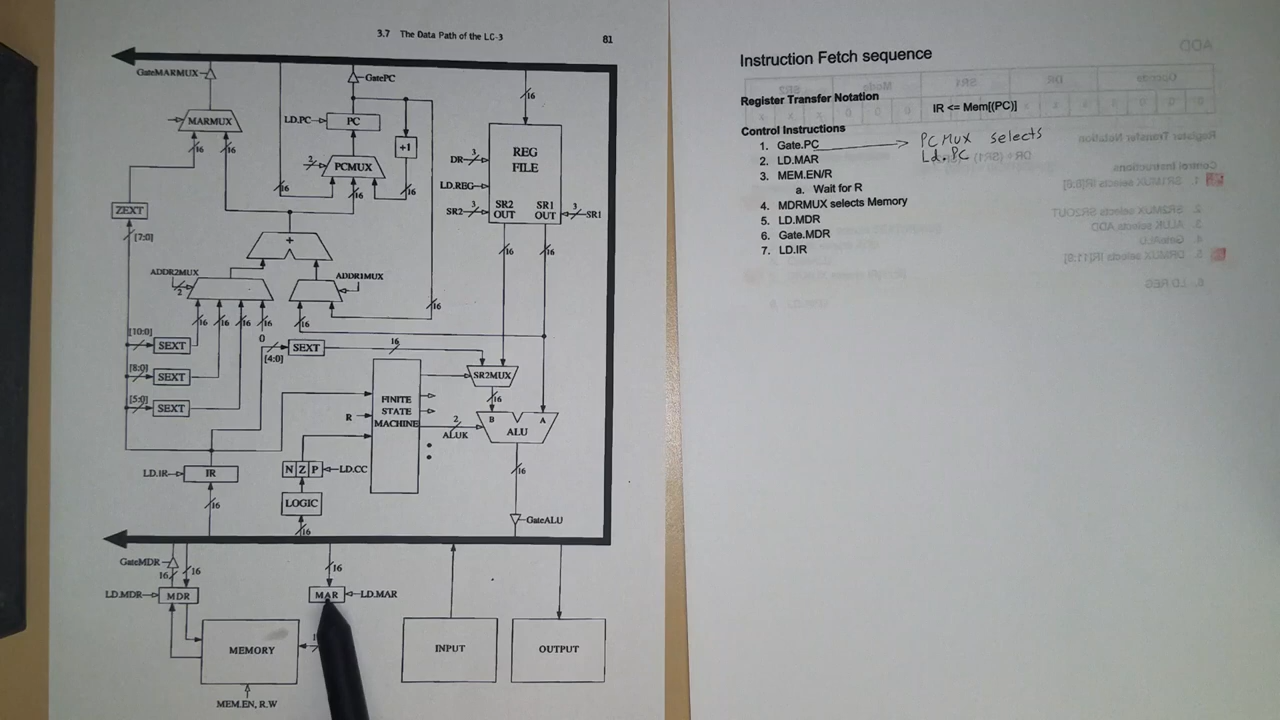 3.7 The Data Path of the LC-3
81
GateMARMUX
GatePC
16
MARMUX
LD.PC
PC
16
16
+1
2
PCMUX
16
16
16
DR
3
LD.REG
SR2
3
REG
FILE
SR2
OUT
SR1
OUT
3
SR1
ZEXT
[7:0]
+
16
16
ADDR2MUX
2
ADDR1MUX
16
16
16
16
16
16
0
[10:0]
SEXT
[4:0]
SEXT
16
[8:0]
SEXT
[5:0]
SEXT
SR2MUX
16
FINITE
STATE
MACHINE
R
2
ALUK
B
A
ALU
16
N Z P
LD.CC
LOGIC
16
LD.IR
IR
16
GateALU
GateMDR
16
16
16
LD.MDR
MDR
MAR
LD.MAR
MEMORY
INPUT
OUTPUT
MEM.EN, R.W
Instruction Fetch sequence
Register Transfer Notation
IR <= Mem[(PC)]
Control Instructions
1. Gate.PC
PCMUX selects
Ld.PC
2. LD.MAR
3. MEM.EN/R
a. Wait for R
4. MDRMUX selects Memory
5. LD.MDR
6. Gate.MDR
7. LD.IR